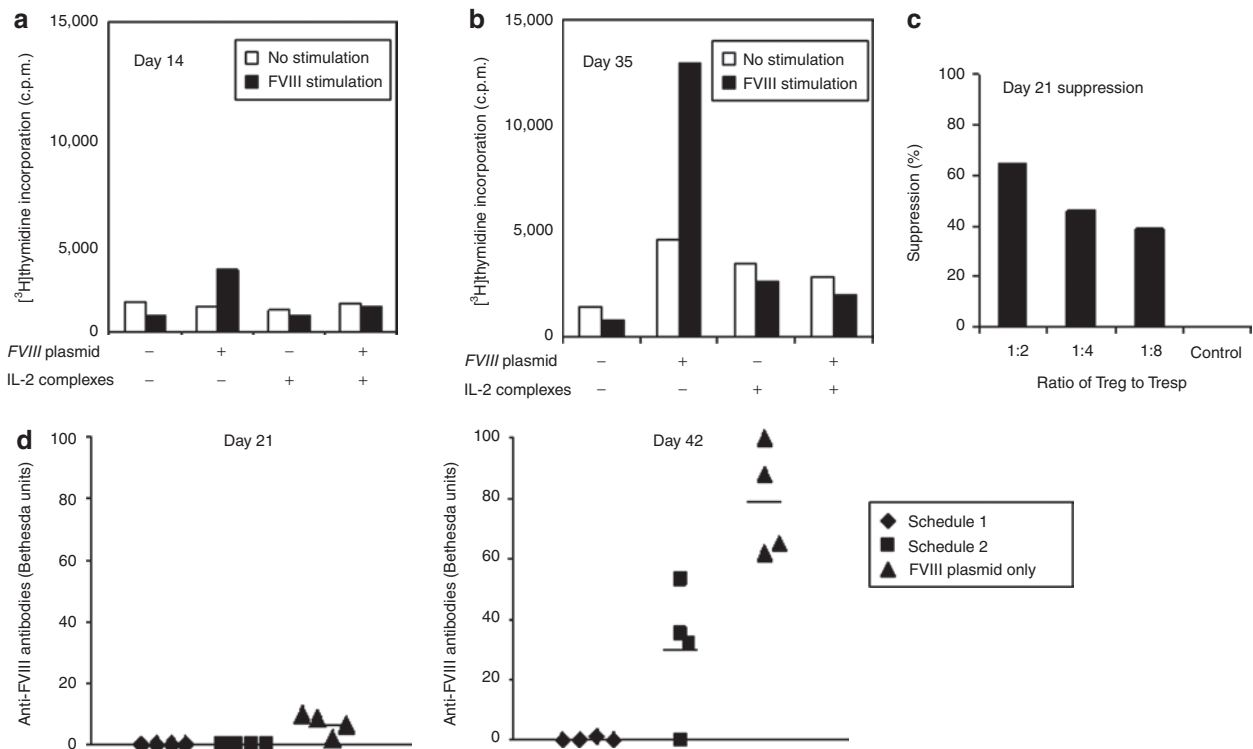 a
15,000
10,000
5,000
0
[³H]thymidine incorporation (c.p.m.)
Day 14
No stimulation
FVIII stimulation
FVIII plasmid – + – +
IL-2 complexes – – + +
b
15,000
10,000
5,000
0
[³H]thymidine incorporation (c.p.m.)
Day 35
No stimulation
FVIII stimulation
FVIII plasmid – + – +
IL-2 complexes – – + +
c
100
80
60
40
20
0
Suppression (%)
Day 21 suppression
1:2 1:4 1:8 Control
Ratio of Treg to Tresp
d
100
80
60
40
20
0
Anti-FVIII antibodies (Bethesda units)
Day 21
100
80
60
40
20
0
Anti-FVIII antibodies (Bethesda units)
Day 42
Schedule 1
Schedule 2
FVIII plasmid only